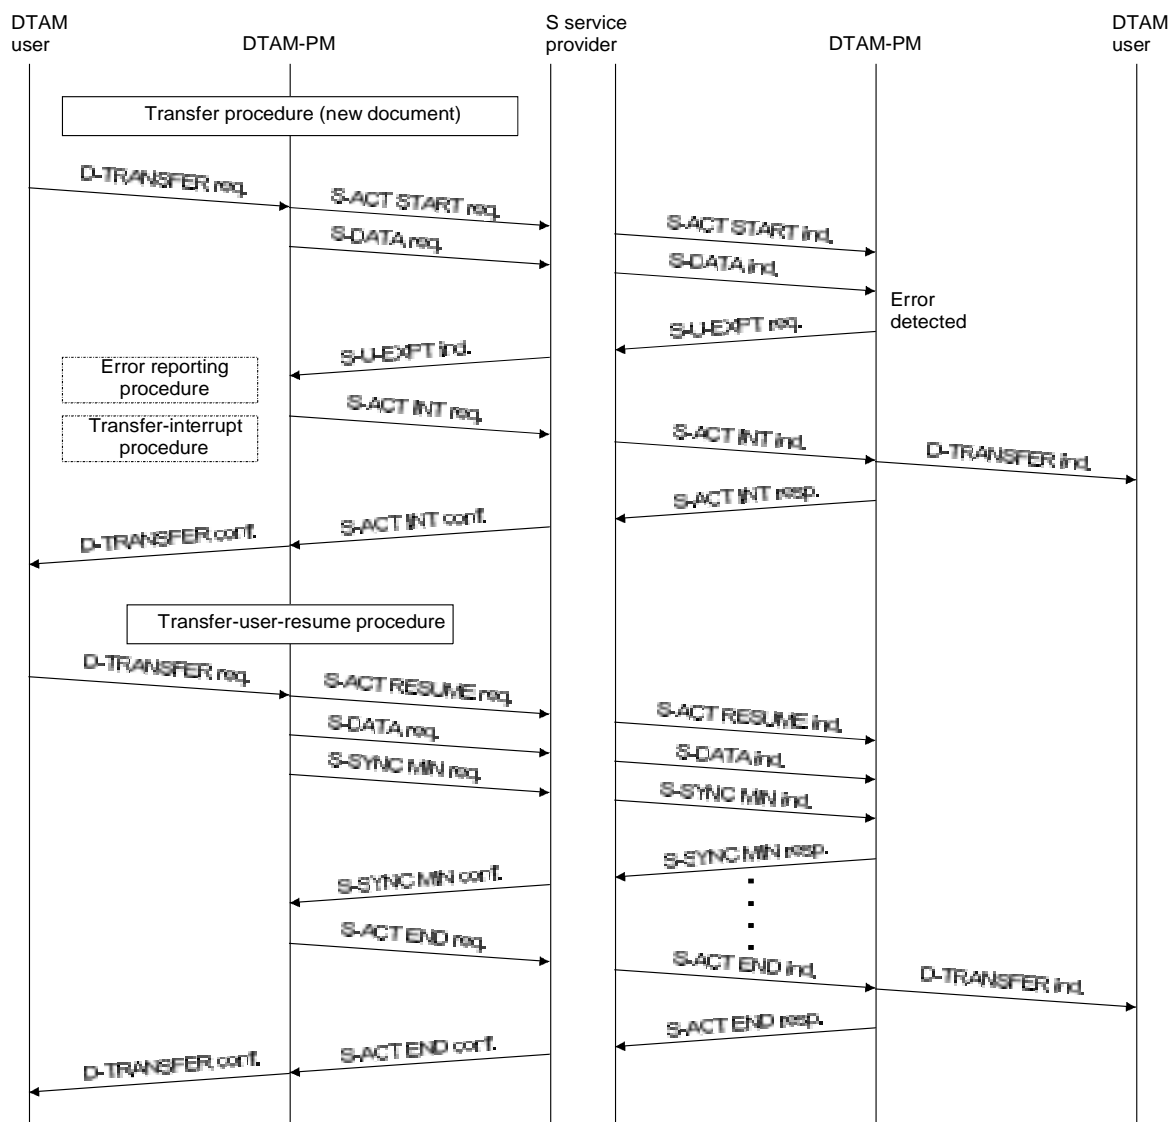 DTAM
user
DTAM-PM
S service
provider
DTAM-PM
DTAM
user
Transfer procedure (new document)
D-TRANSFER req.
S-ACT START req.
S-ACT START ind.
S-DATA req.
S-DATA ind.
Error
detected
S-U-EXPT req.
S-U-EXPT ind.
Error reporting
procedure
S-ACT INT req.
Transfer-interrupt
procedure
S-ACT INT ind.
D-TRANSFER ind.
S-ACT INT resp.
S-ACT INT conf.
D-TRANSFER conf.
Transfer-user-resume procedure
D-TRANSFER req.
S-ACT RESUME req.
S-ACT RESUME ind.
S-DATA req.
S-DATA ind.
S-SYNC MIN req.
S-SYNC MIN ind.
S-SYNC MIN resp.
S-SYNC MIN conf.
S-ACT END req.
S-ACT END ind.
D-TRANSFER ind.
S-ACT END resp.
S-ACT END conf.
D-TRANSFER conf.